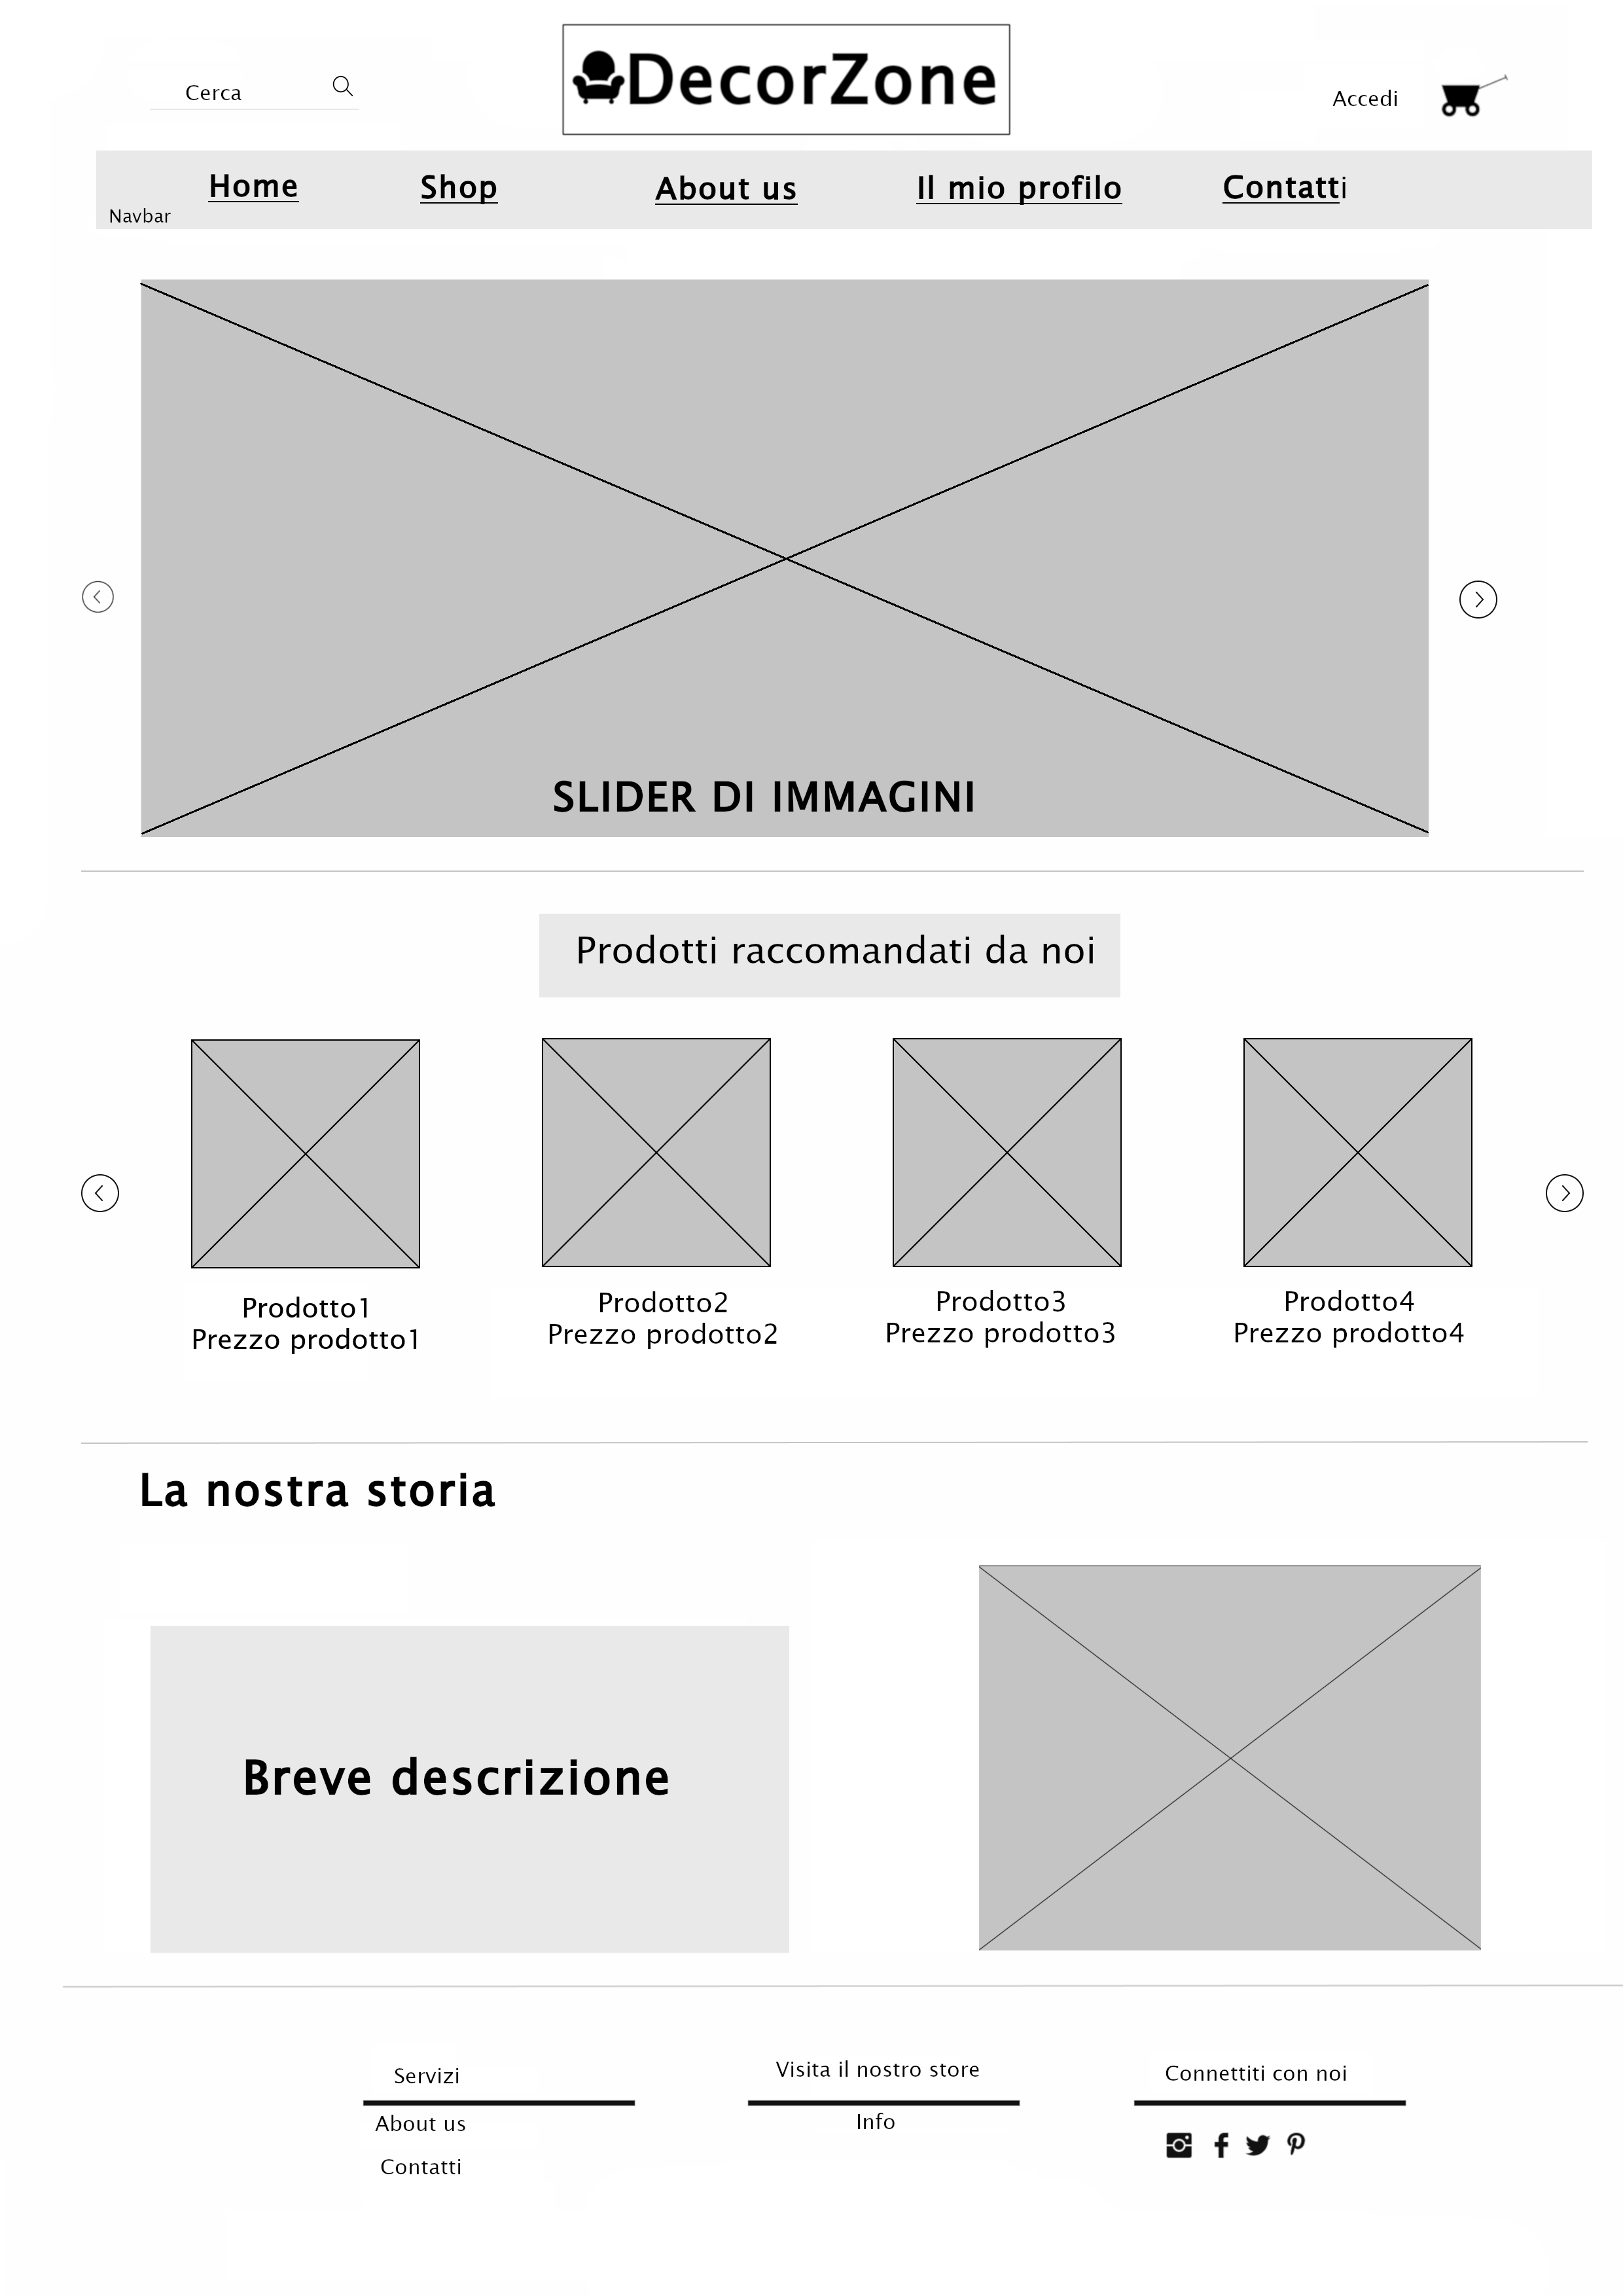 Cerca
DecorZone
Accedi
Home
Shop
About us
Il mio profilo
Contatti
Navbar
SLIDER DI IMMAGINI
Prodotti raccomandati da noi
Prodotto1
Prezzo prodotto1
Prodotto2
Prezzo prodotto2
Prodotto3
Prezzo prodotto3
Prodotto4
Prezzo prodotto4
La nostra storia
Breve descrizione
Servizi
About us
Contatti
Visita il nostro store
Info
Connettiti con noi